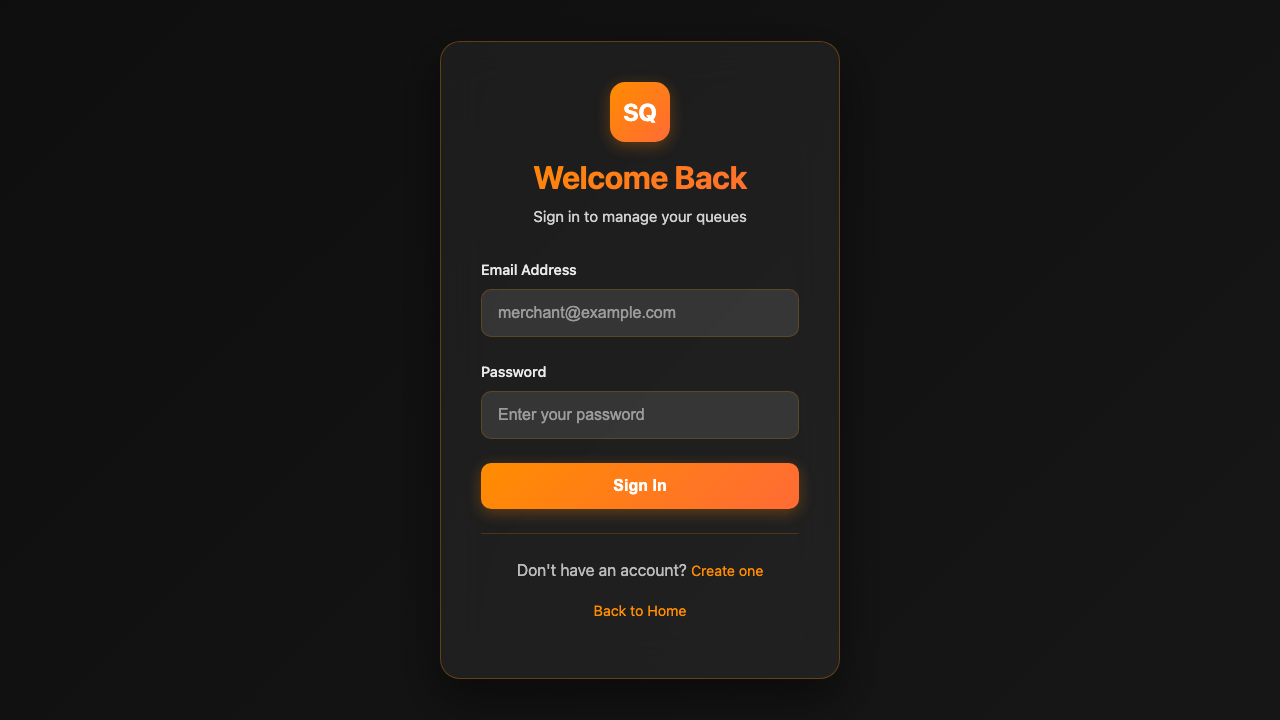 SQ
Welcome Back
Sign in to manage your queues
Email Address
merchant@example.com
Password
Enter your password
Sign In
Don't have an account? Create one
Back to Home